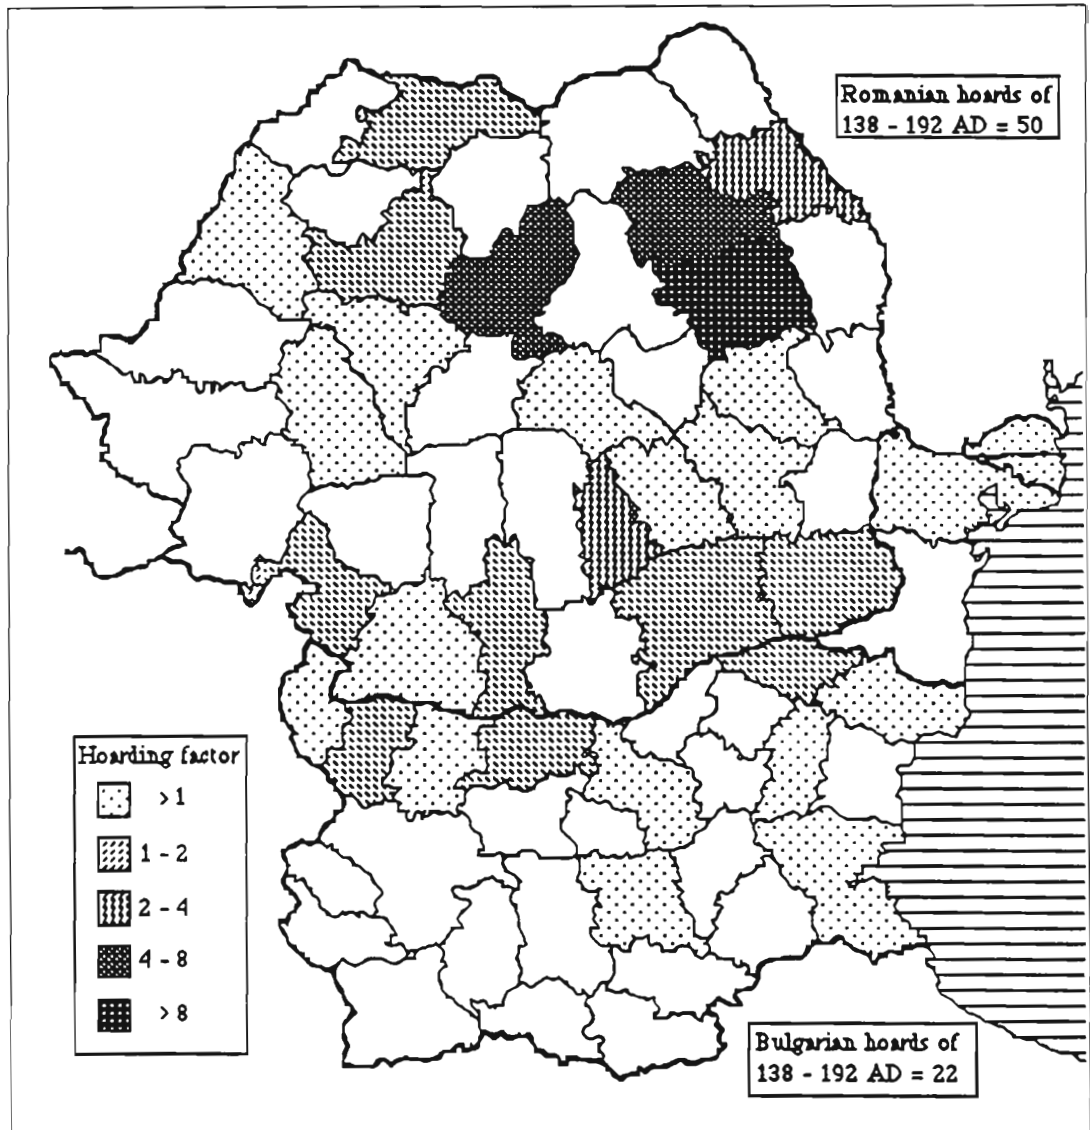 Romanian hoards of
138 - 192 AD = 50
Hoarding factor
> 1
1 - 2
2 - 4
4 - 8
> 8
Bulgarian hoards of
138 - 192 AD = 22